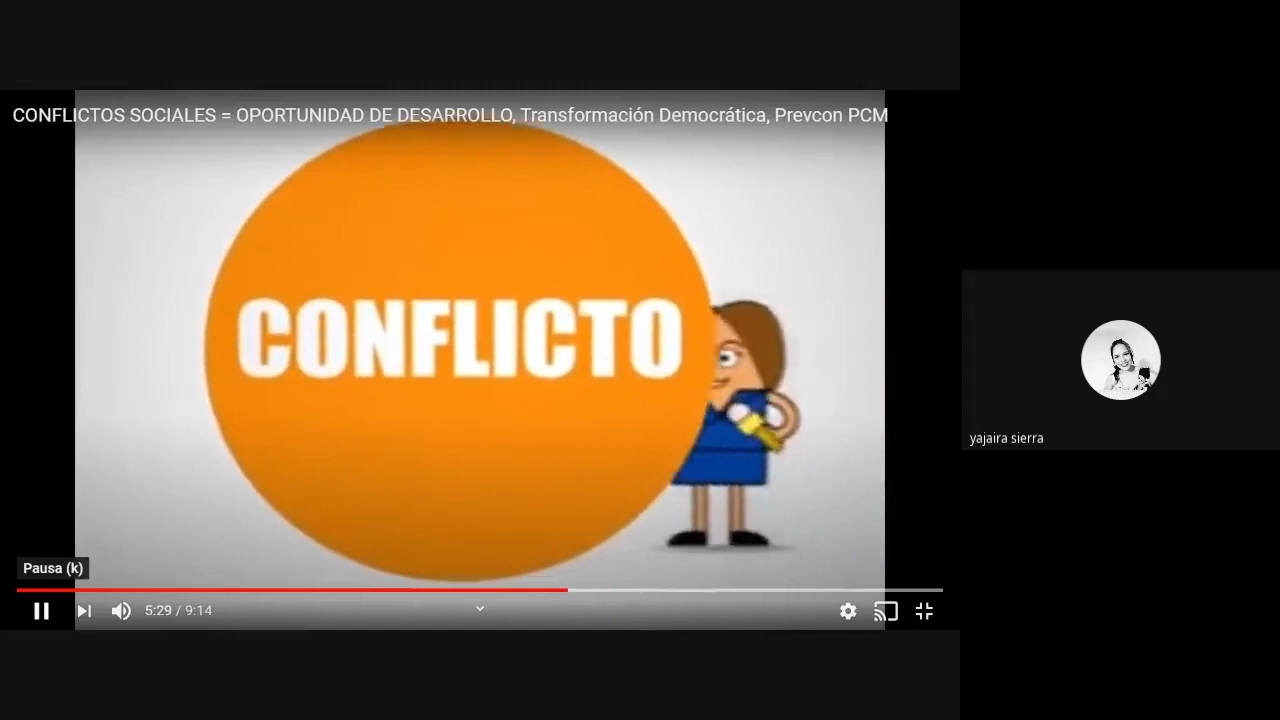 CONFLICTOS SOCIALES = OPORTUNIDAD DE DESARROLLO, Transformación Democrática, Prevcon PCM
CONFLICTO
yajaira sierra
Pausa (k)
5:29 / 9:14